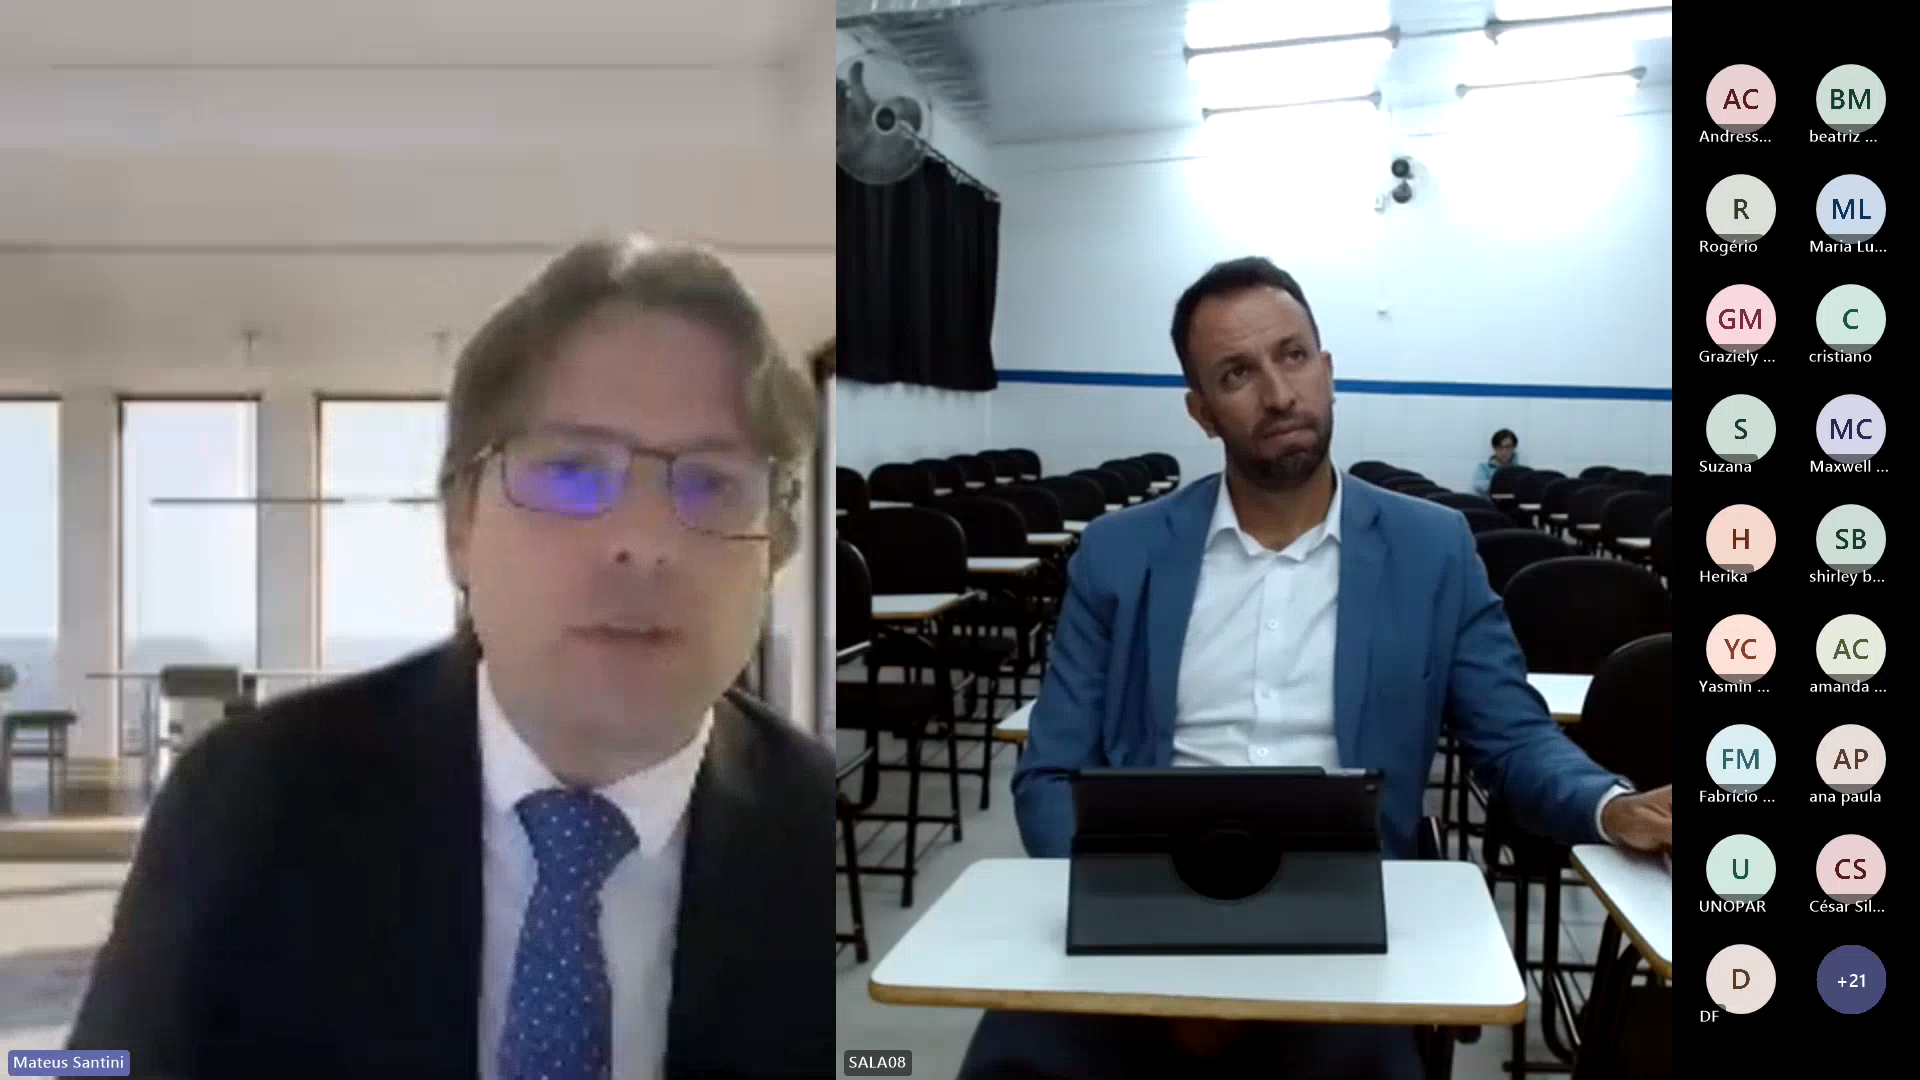 Mateus Santini
SALA08
AC
Andress...
BM
beatriz ...
R
Rogério
ML
Maria Lu...
GM
Graziely ...
C
cristiano
S
Suzana
MC
Maxwell ...
H
Herika
SB
shirley b...
YC
Yasmin ...
AC
amanda ...
FM
Fabrício ...
AP
ana paula
U
UNOPAR
CS
César Sil...
D
DF
+21